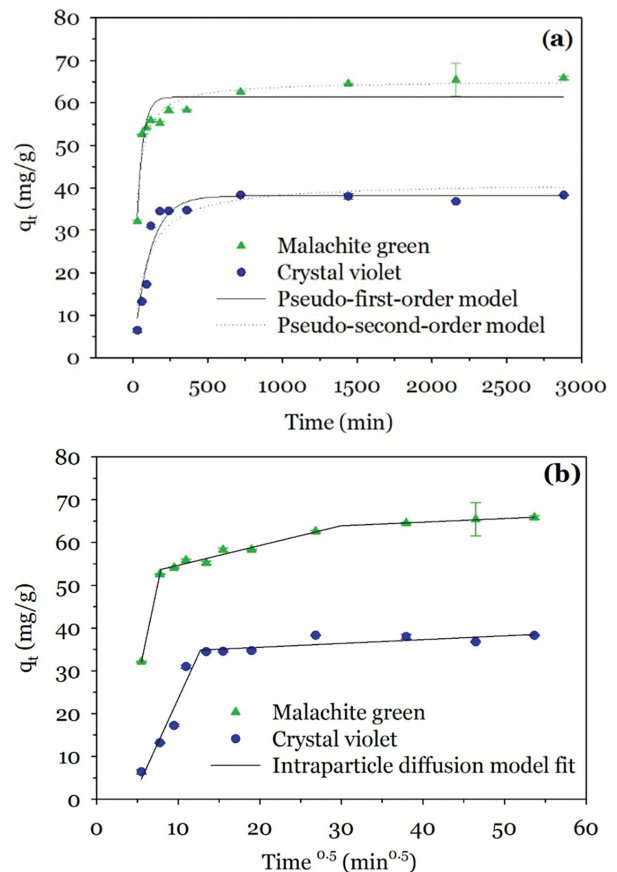 80
70
60
50
40
30
20
10
0
qt (mg/g)
(a)
Malachite green
Crystal violet
Pseudo-first-order model
Pseudo-second-order model
0 500 1000 1500 2000 2500 3000
Time (min)
80
70
60
50
40
30
20
10
0
qt (mg/g)
(b)
Malachite green
Crystal violet
Intraparticle diffusion model fit
0 10 20 30 40 50 60
Time 0.5 (min0.5)